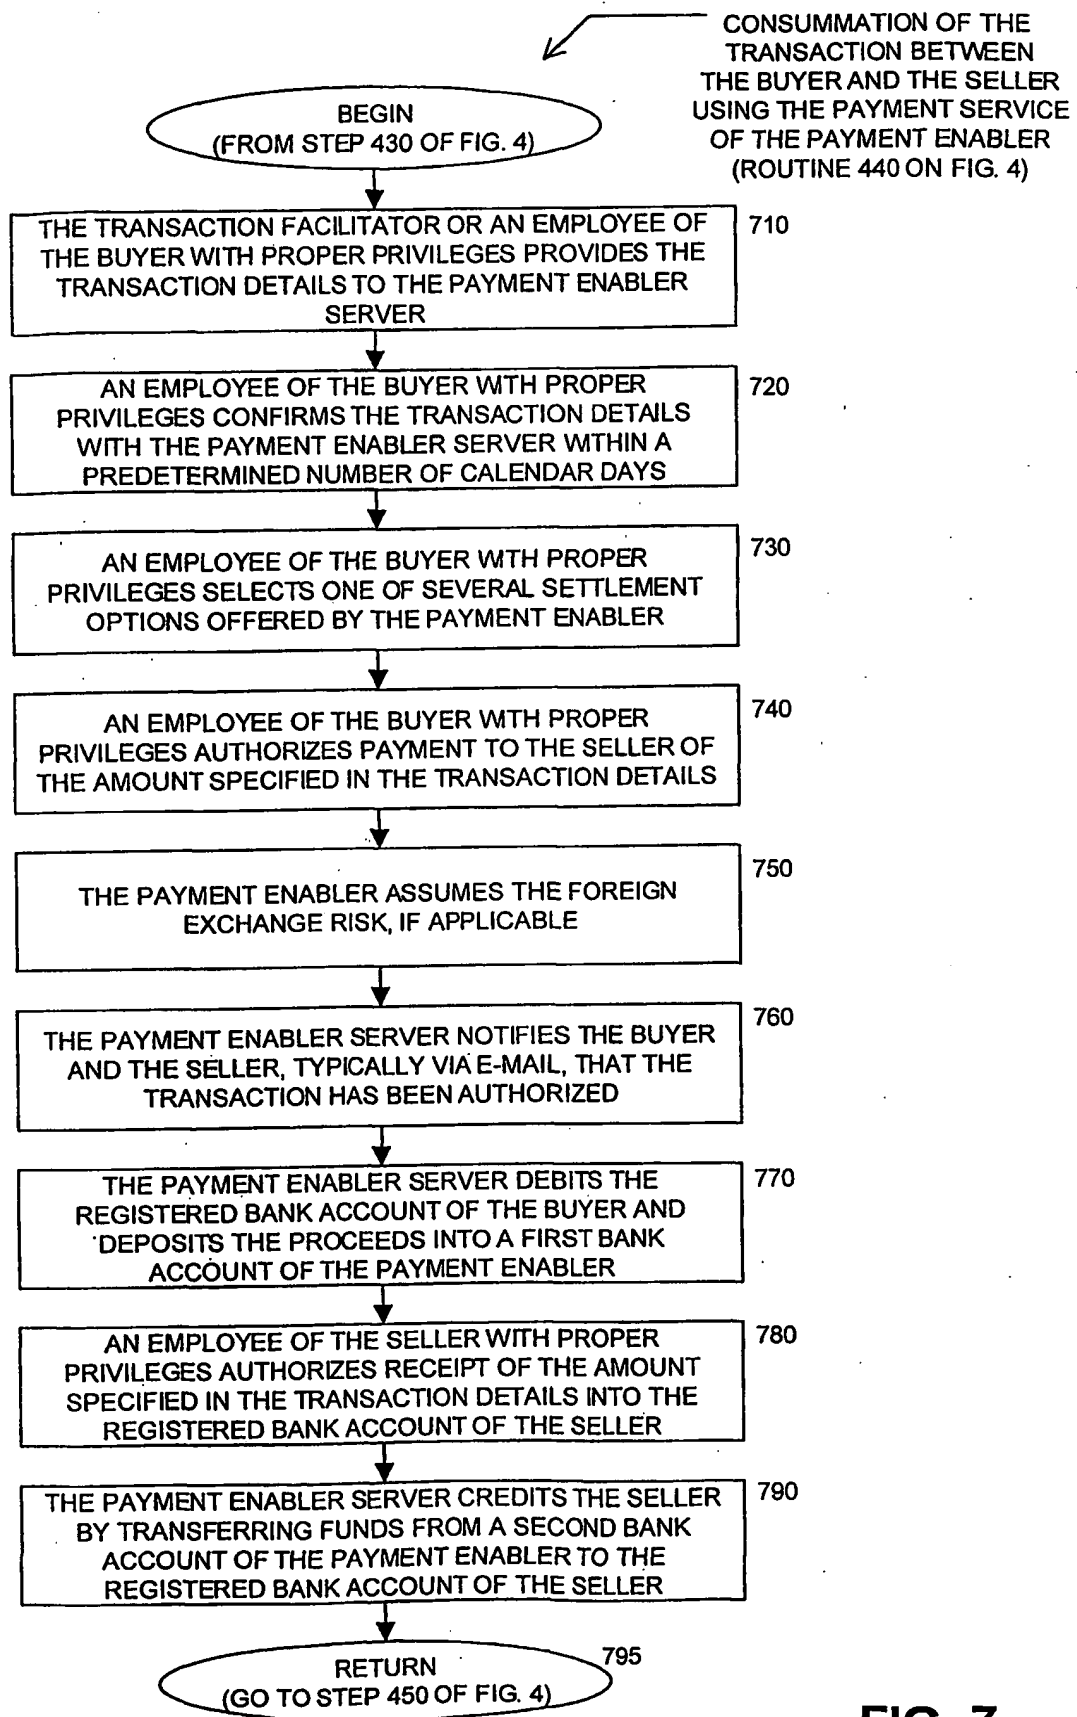 CONSUMMATION OF THE
TRANSACTION BETWEEN
THE BUYER AND THE SELLER
USING THE PAYMENT SERVICE
OF THE PAYMENT ENABLER
(ROUTINE 440 ON FIG. 4)
BEGIN
(FROM STEP 430 OF FIG. 4)
710
THE TRANSACTION FACILITATOR OR AN EMPLOYEE OF
THE BUYER WITH PROPER PRIVILEGES PROVIDES THE
TRANSACTION DETAILS TO THE PAYMENT ENABLER
SERVER
720
AN EMPLOYEE OF THE BUYER WITH PROPER
PRIVILEGES CONFIRMS THE TRANSACTION DETAILS
WITH THE PAYMENT ENABLER SERVER WITHIN A
PREDETERMINED NUMBER OF CALENDAR DAYS
730
AN EMPLOYEE OF THE BUYER WITH PROPER
PRIVILEGES SELECTS ONE OF SEVERAL SETTLEMENT
OPTIONS OFFERED BY THE PAYMENT ENABLER
740
AN EMPLOYEE OF THE BUYER WITH PROPER
PRIVILEGES AUTHORIZES PAYMENT TO THE SELLER OF
THE AMOUNT SPECIFIED IN THE TRANSACTION DETAILS
750
THE PAYMENT ENABLER ASSUMES THE FOREIGN
EXCHANGE RISK, IF APPLICABLE
760
THE PAYMENT ENABLER SERVER NOTIFIES THE BUYER
AND THE SELLER, TYPICALLY VIA E-MAIL, THAT THE
TRANSACTION HAS BEEN AUTHORIZED
770
THE PAYMENT ENABLER SERVER DEBITS THE
REGISTERED BANK ACCOUNT OF THE BUYER AND
DEPOSITS THE PROCEEDS INTO A FIRST BANK
ACCOUNT OF THE PAYMENT ENABLER
780
AN EMPLOYEE OF THE SELLER WITH PROPER
PRIVILEGES AUTHORIZES RECEIPT OF THE AMOUNT
SPECIFIED IN THE TRANSACTION DETAILS INTO THE
REGISTERED BANK ACCOUNT OF THE SELLER
790
THE PAYMENT ENABLER SERVER CREDITS THE SELLER
BY TRANSFERRING FUNDS FROM A SECOND BANK
ACCOUNT OF THE PAYMENT ENABLER TO THE
REGISTERED BANK ACCOUNT OF THE SELLER
795
RETURN
(GO TO STEP 450 OF FIG. 4)